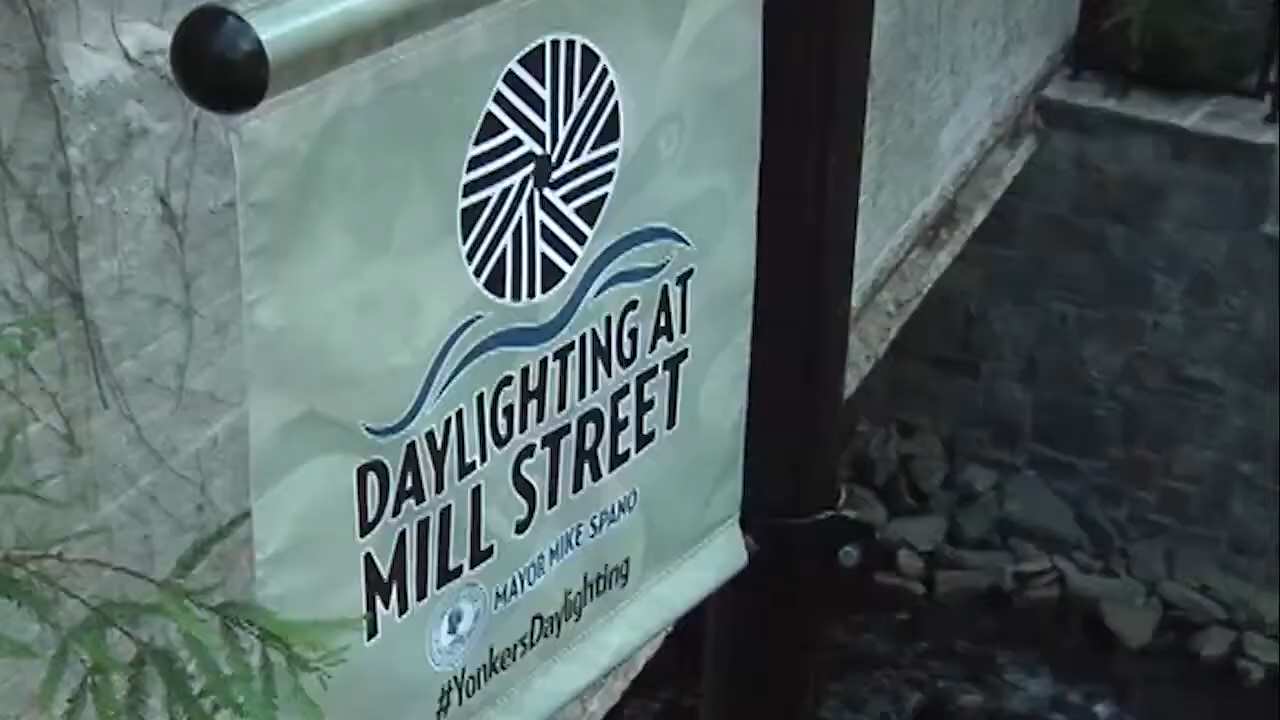 DAYLIGHTING AT
MILL STREET
MAYOR MIKE SPANO
#YonkersDaylighting